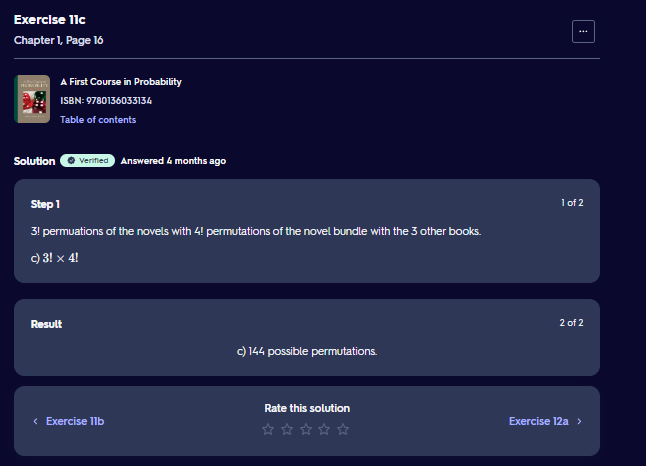 Exercise 11c
Chapter 1, Page 16
...
A First Course in Probability
ISBN: 9780136033134
Table of contents
Solution Verified Answered 4 months ago
Step 1 1 of 2
3! permuations of the novels with 4! permutations of the novel bundle with the 3 other books.
c) 3! × 4!
Result 2 of 2
c) 144 possible permutations.
Rate this solution
‹ Exercise 11b Exercise 12a ›